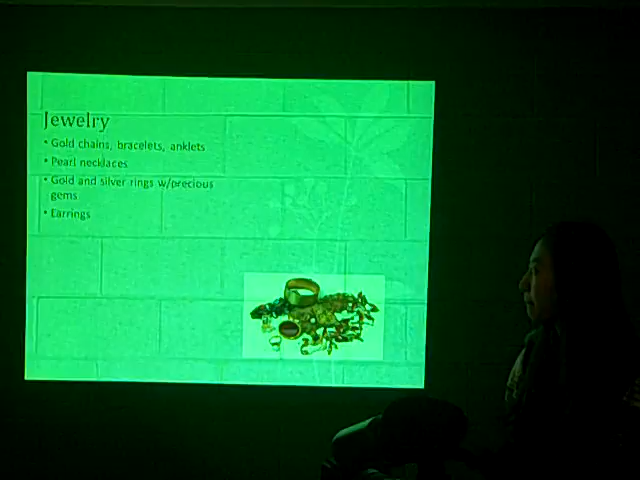 Jewelry
• Gold chains, bracelets, anklets
• Pearl necklaces
• Gold and silver rings w/precious
gems
• Earrings